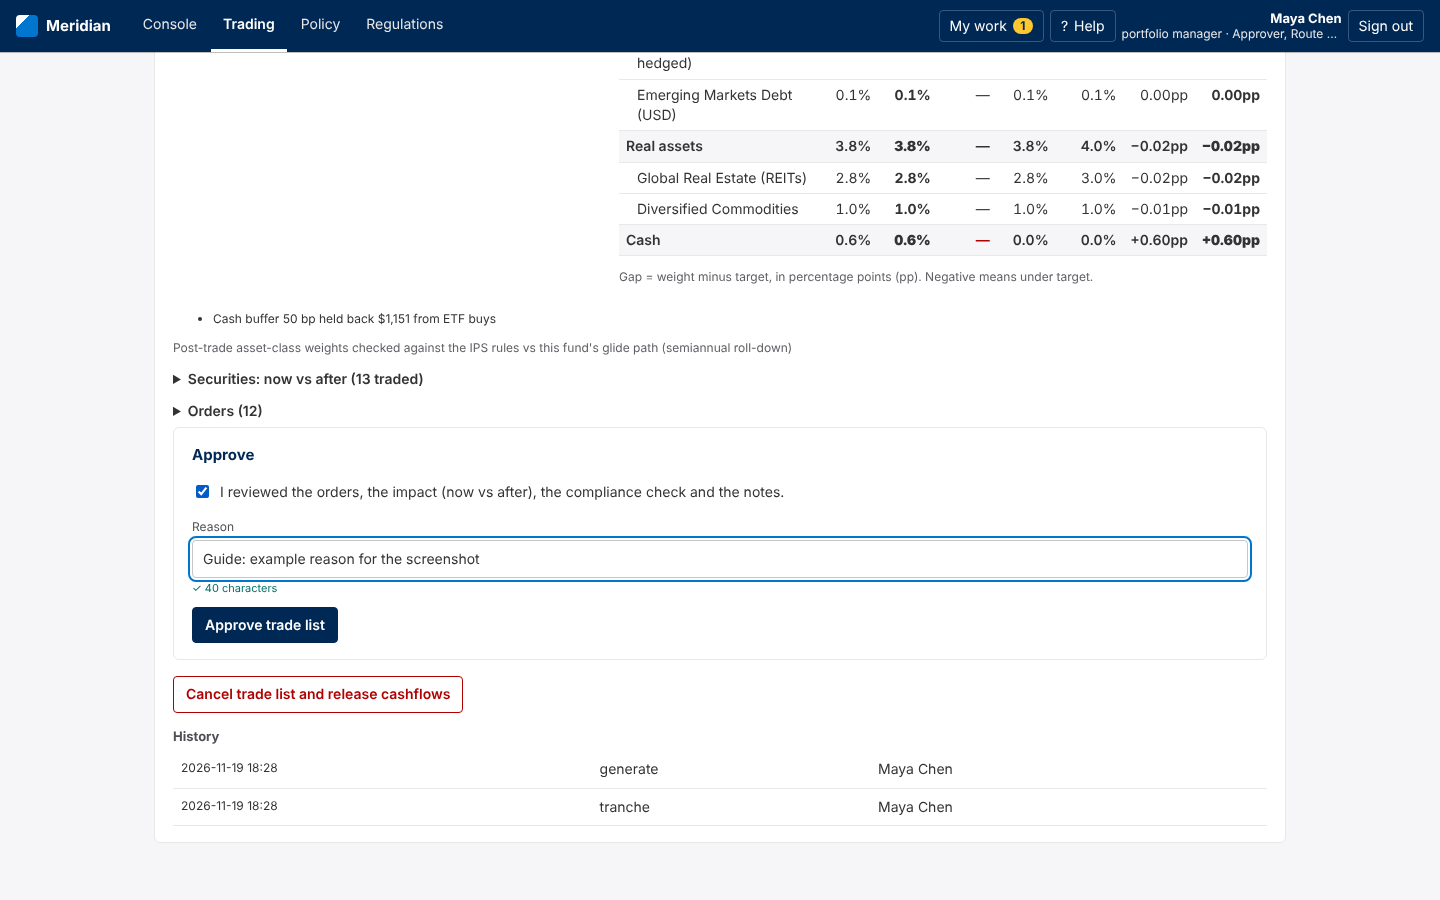 Meridian
Console
Trading
Policy
Regulations
My work 1
? Help
Maya Chen
portfolio manager · Approver, Route ...
Sign out
hedged)
Emerging Markets Debt (USD) 0.1% 0.1% — 0.1% 0.1% 0.00pp 0.00pp
Real assets 3.8% 3.8% — 3.8% 4.0% −0.02pp −0.02pp
Global Real Estate (REITs) 2.8% 2.8% — 2.8% 3.0% −0.02pp −0.02pp
Diversified Commodities 1.0% 1.0% — 1.0% 1.0% −0.01pp −0.01pp
Cash 0.6% 0.6% — 0.0% 0.0% +0.60pp +0.60pp
Gap = weight minus target, in percentage points (pp). Negative means under target.
• Cash buffer 50 bp held back $1,151 from ETF buys
Post-trade asset-class weights checked against the IPS rules vs this fund's glide path (semiannual roll-down)
▶ Securities: now vs after (13 traded)
▶ Orders (12)
Approve
I reviewed the orders, the impact (now vs after), the compliance check and the notes.
Reason
Guide: example reason for the screenshot
✓ 40 characters
Approve trade list
Cancel trade list and release cashflows
History
2026-11-19 18:28 generate Maya Chen
2026-11-19 18:28 tranche Maya Chen